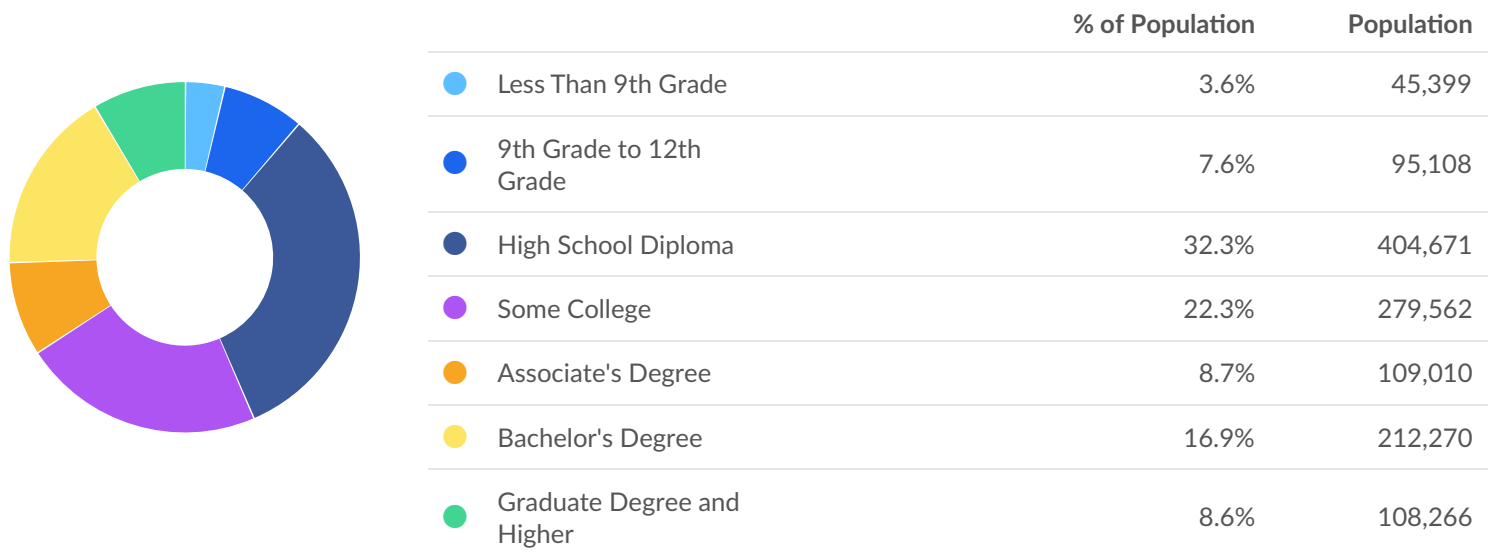 % of Population Population
Less Than 9th Grade 3.6% 45,399
9th Grade to 12th
Grade 7.6% 95,108
High School Diploma 32.3% 404,671
Some College 22.3% 279,562
Associate's Degree 8.7% 109,010
Bachelor's Degree 16.9% 212,270
Graduate Degree and
Higher 8.6% 108,266